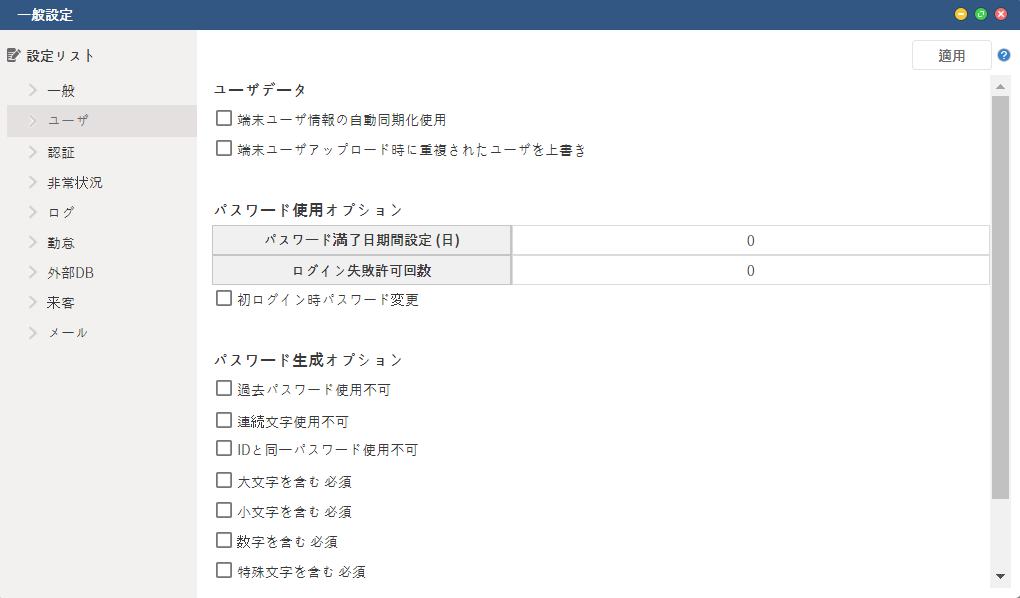 一般設定
適用
設定リスト
一般
ユーザ
認証
非常状況
ログ
勤怠
外部DB
来客
メール
ユーザデータ
端末ユーザ情報の自動同期化使用
端末ユーザアップロード時に重複されたユーザを上書き
パスワード使用オプション
パスワード満了日期間設定 (日) 0
ログイン失敗許可回数 0
初ログイン時パスワード変更
パスワード生成オプション
過去パスワード使用不可
連続文字使用不可
IDと同一パスワード使用不可
大文字を含む 必須
小文字を含む 必須
数字を含む 必須
特殊文字を含む 必須